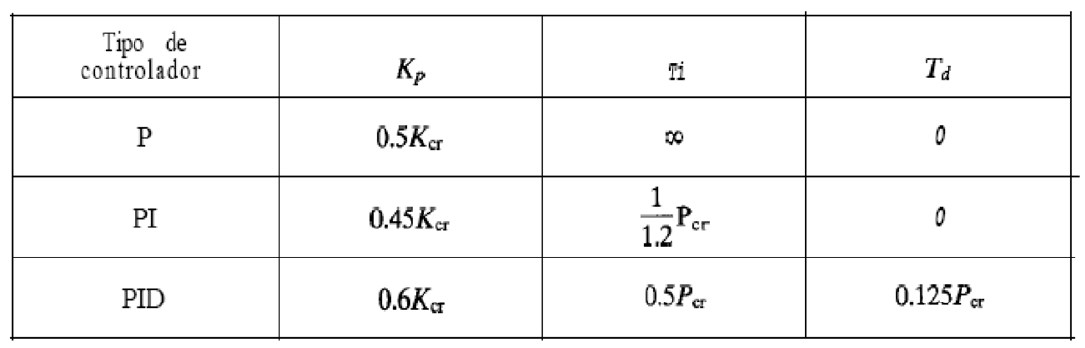 Tipo de
controlador
K_p
Ti
T_d
P
0.5K_cr
∞
0
PI
0.45K_cr
1/1.2 P_cr
0
PID
0.6K_cr
0.5P_cr
0.125P_cr